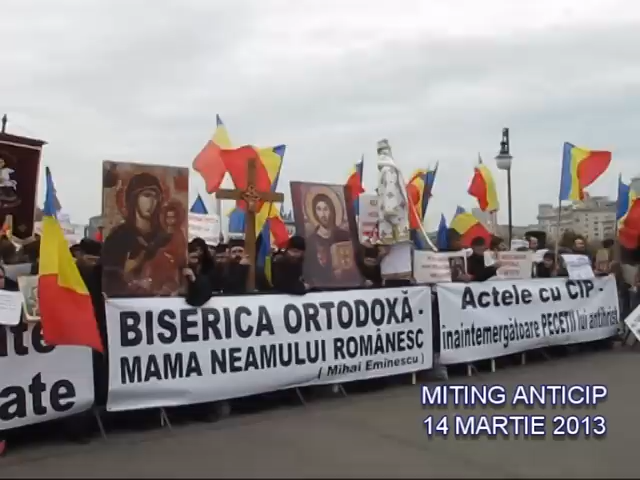 BISERICA ORTODOXĂ -
MAMA NEAMULUI ROMÂNESC
( Mihai Eminescu )
Actele cu CIP -
înaintemergătoare PECEŢII lui antihrist
ate
MITING ANTICIP
14 MARTIE 2013